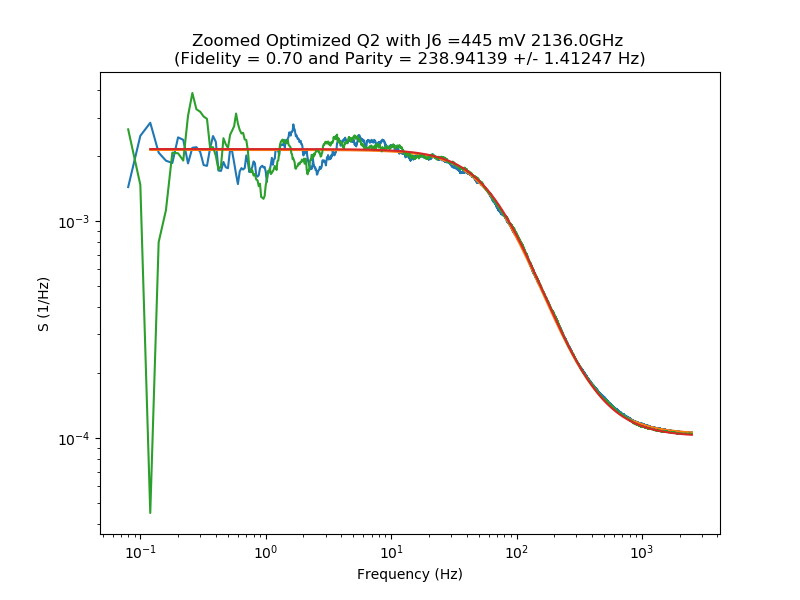 Zoomed Optimized Q2 with J6 =445 mV 2136.0GHz
(Fidelity = 0.70 and Parity = 238.94139 +/- 1.41247 Hz)
S (1/Hz)
10⁻³
10⁻⁴
10⁻¹ 10⁰ 10¹ 10² 10³
Frequency (Hz)